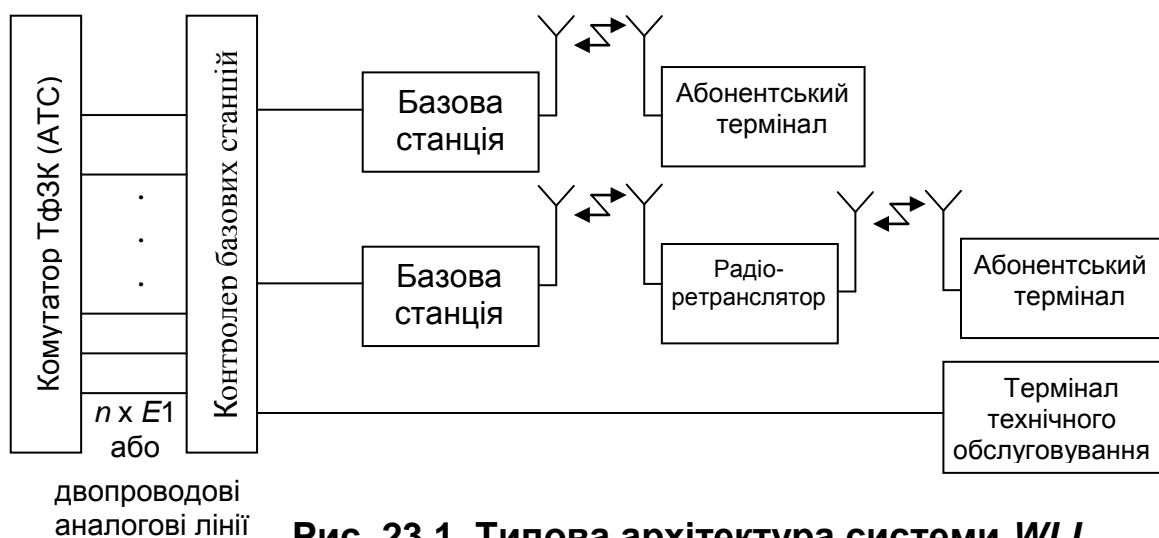 Комутатор ТфЗК (АТС)
Контролер базових станцій
Базова
станція
Абонентський
термінал
Базова
станція
Радіо-
ретранслятор
Абонентський
термінал
Термінал
технічного
обслуговування
n x E1
або
двопроводові
аналогові лінії
Рис. 23.1. Типова архітектура системи WLL